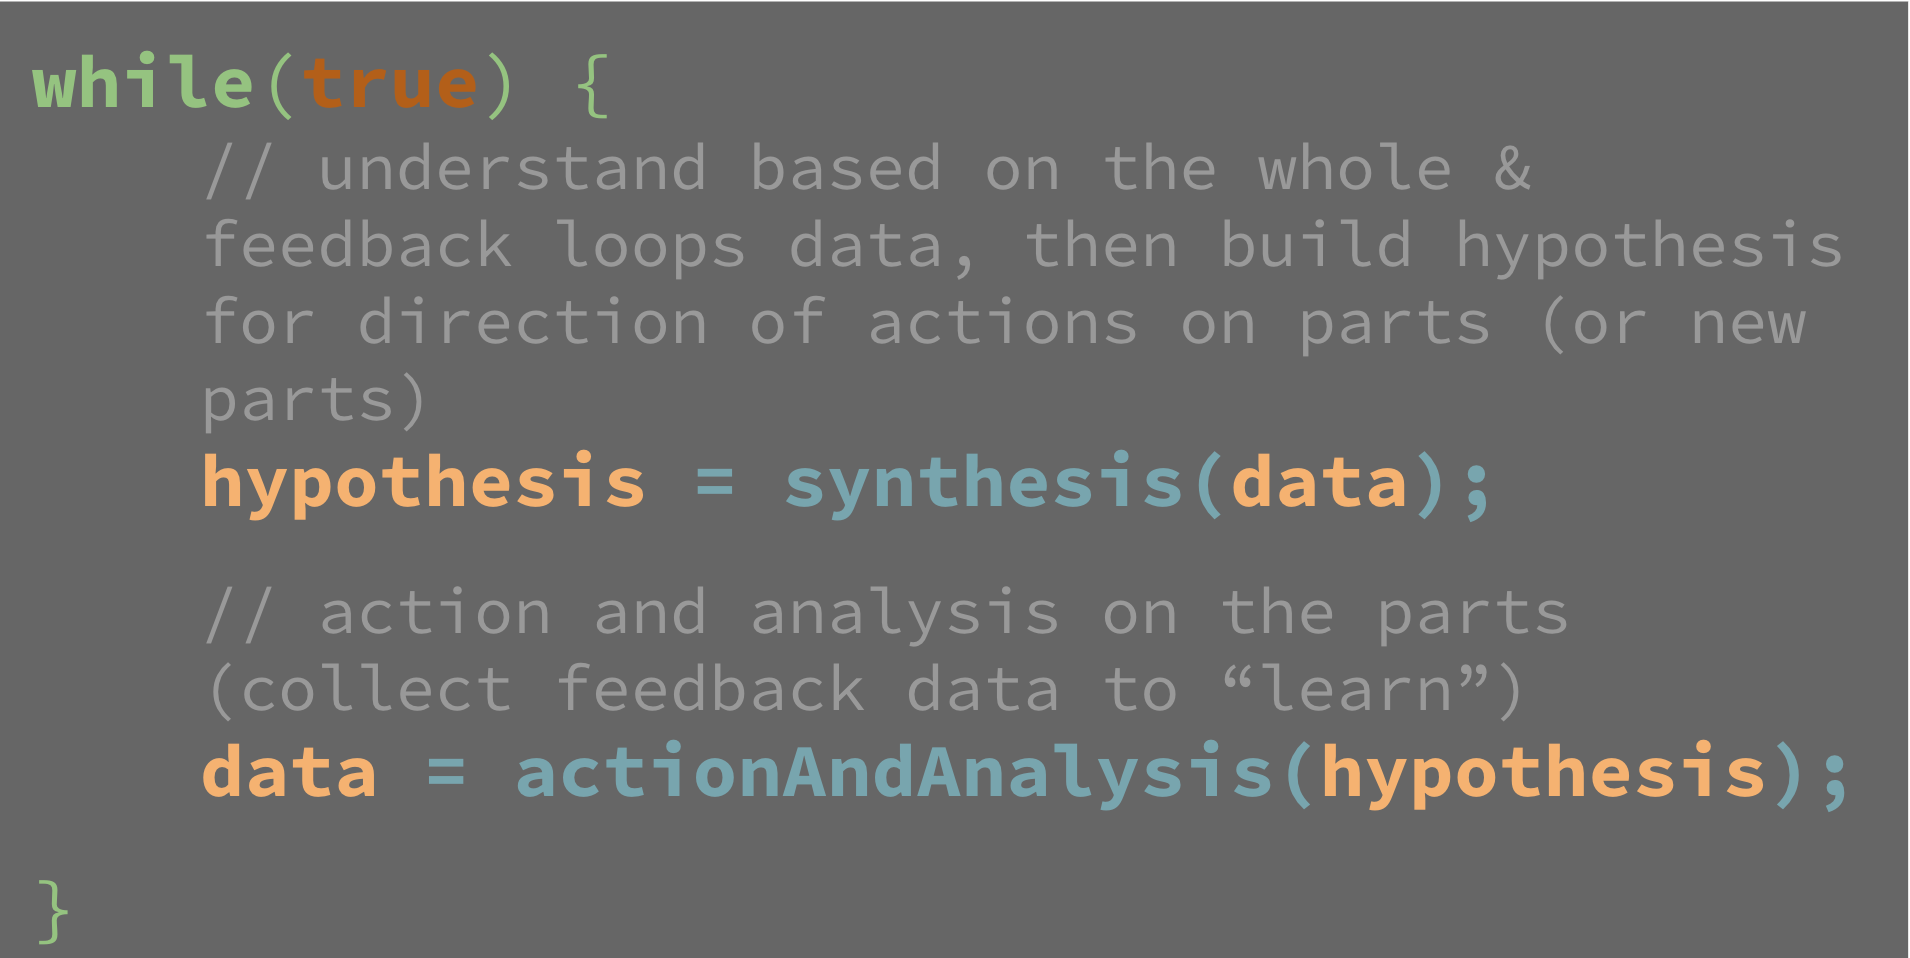 while(true) {
// understand based on the whole &
feedback loops data, then build hypothesis
for direction of actions on parts (or new
parts)
hypothesis = synthesis(data);
// action and analysis on the parts
(collect feedback data to “learn”)
data = actionAndAnalysis(hypothesis);
}